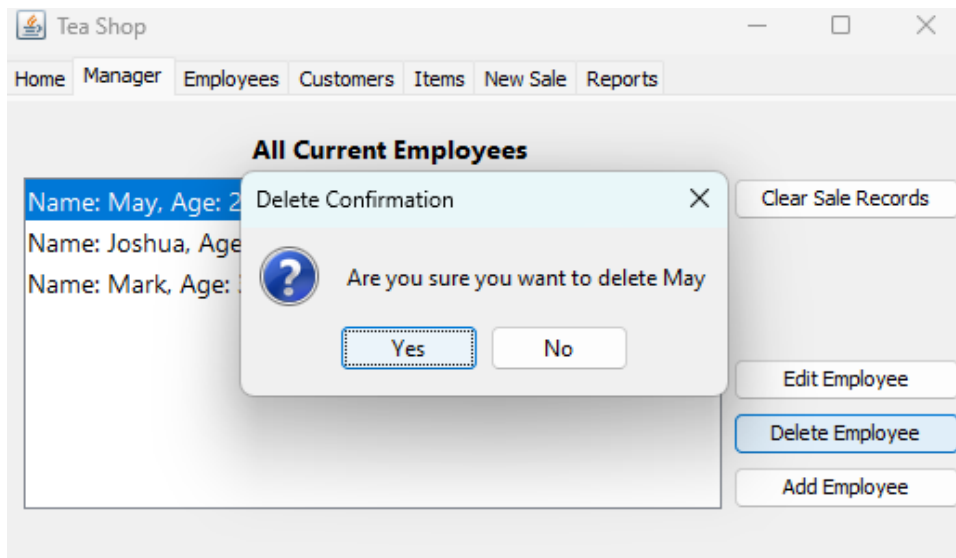 Tea Shop
Home Manager Employees Customers Items New Sale Reports
All Current Employees
Name: May, Age: 2
Name: Joshua, Age
Name: Mark, Age:
Delete Confirmation
Are you sure you want to delete May
Yes No
Clear Sale Records
Edit Employee
Delete Employee
Add Employee